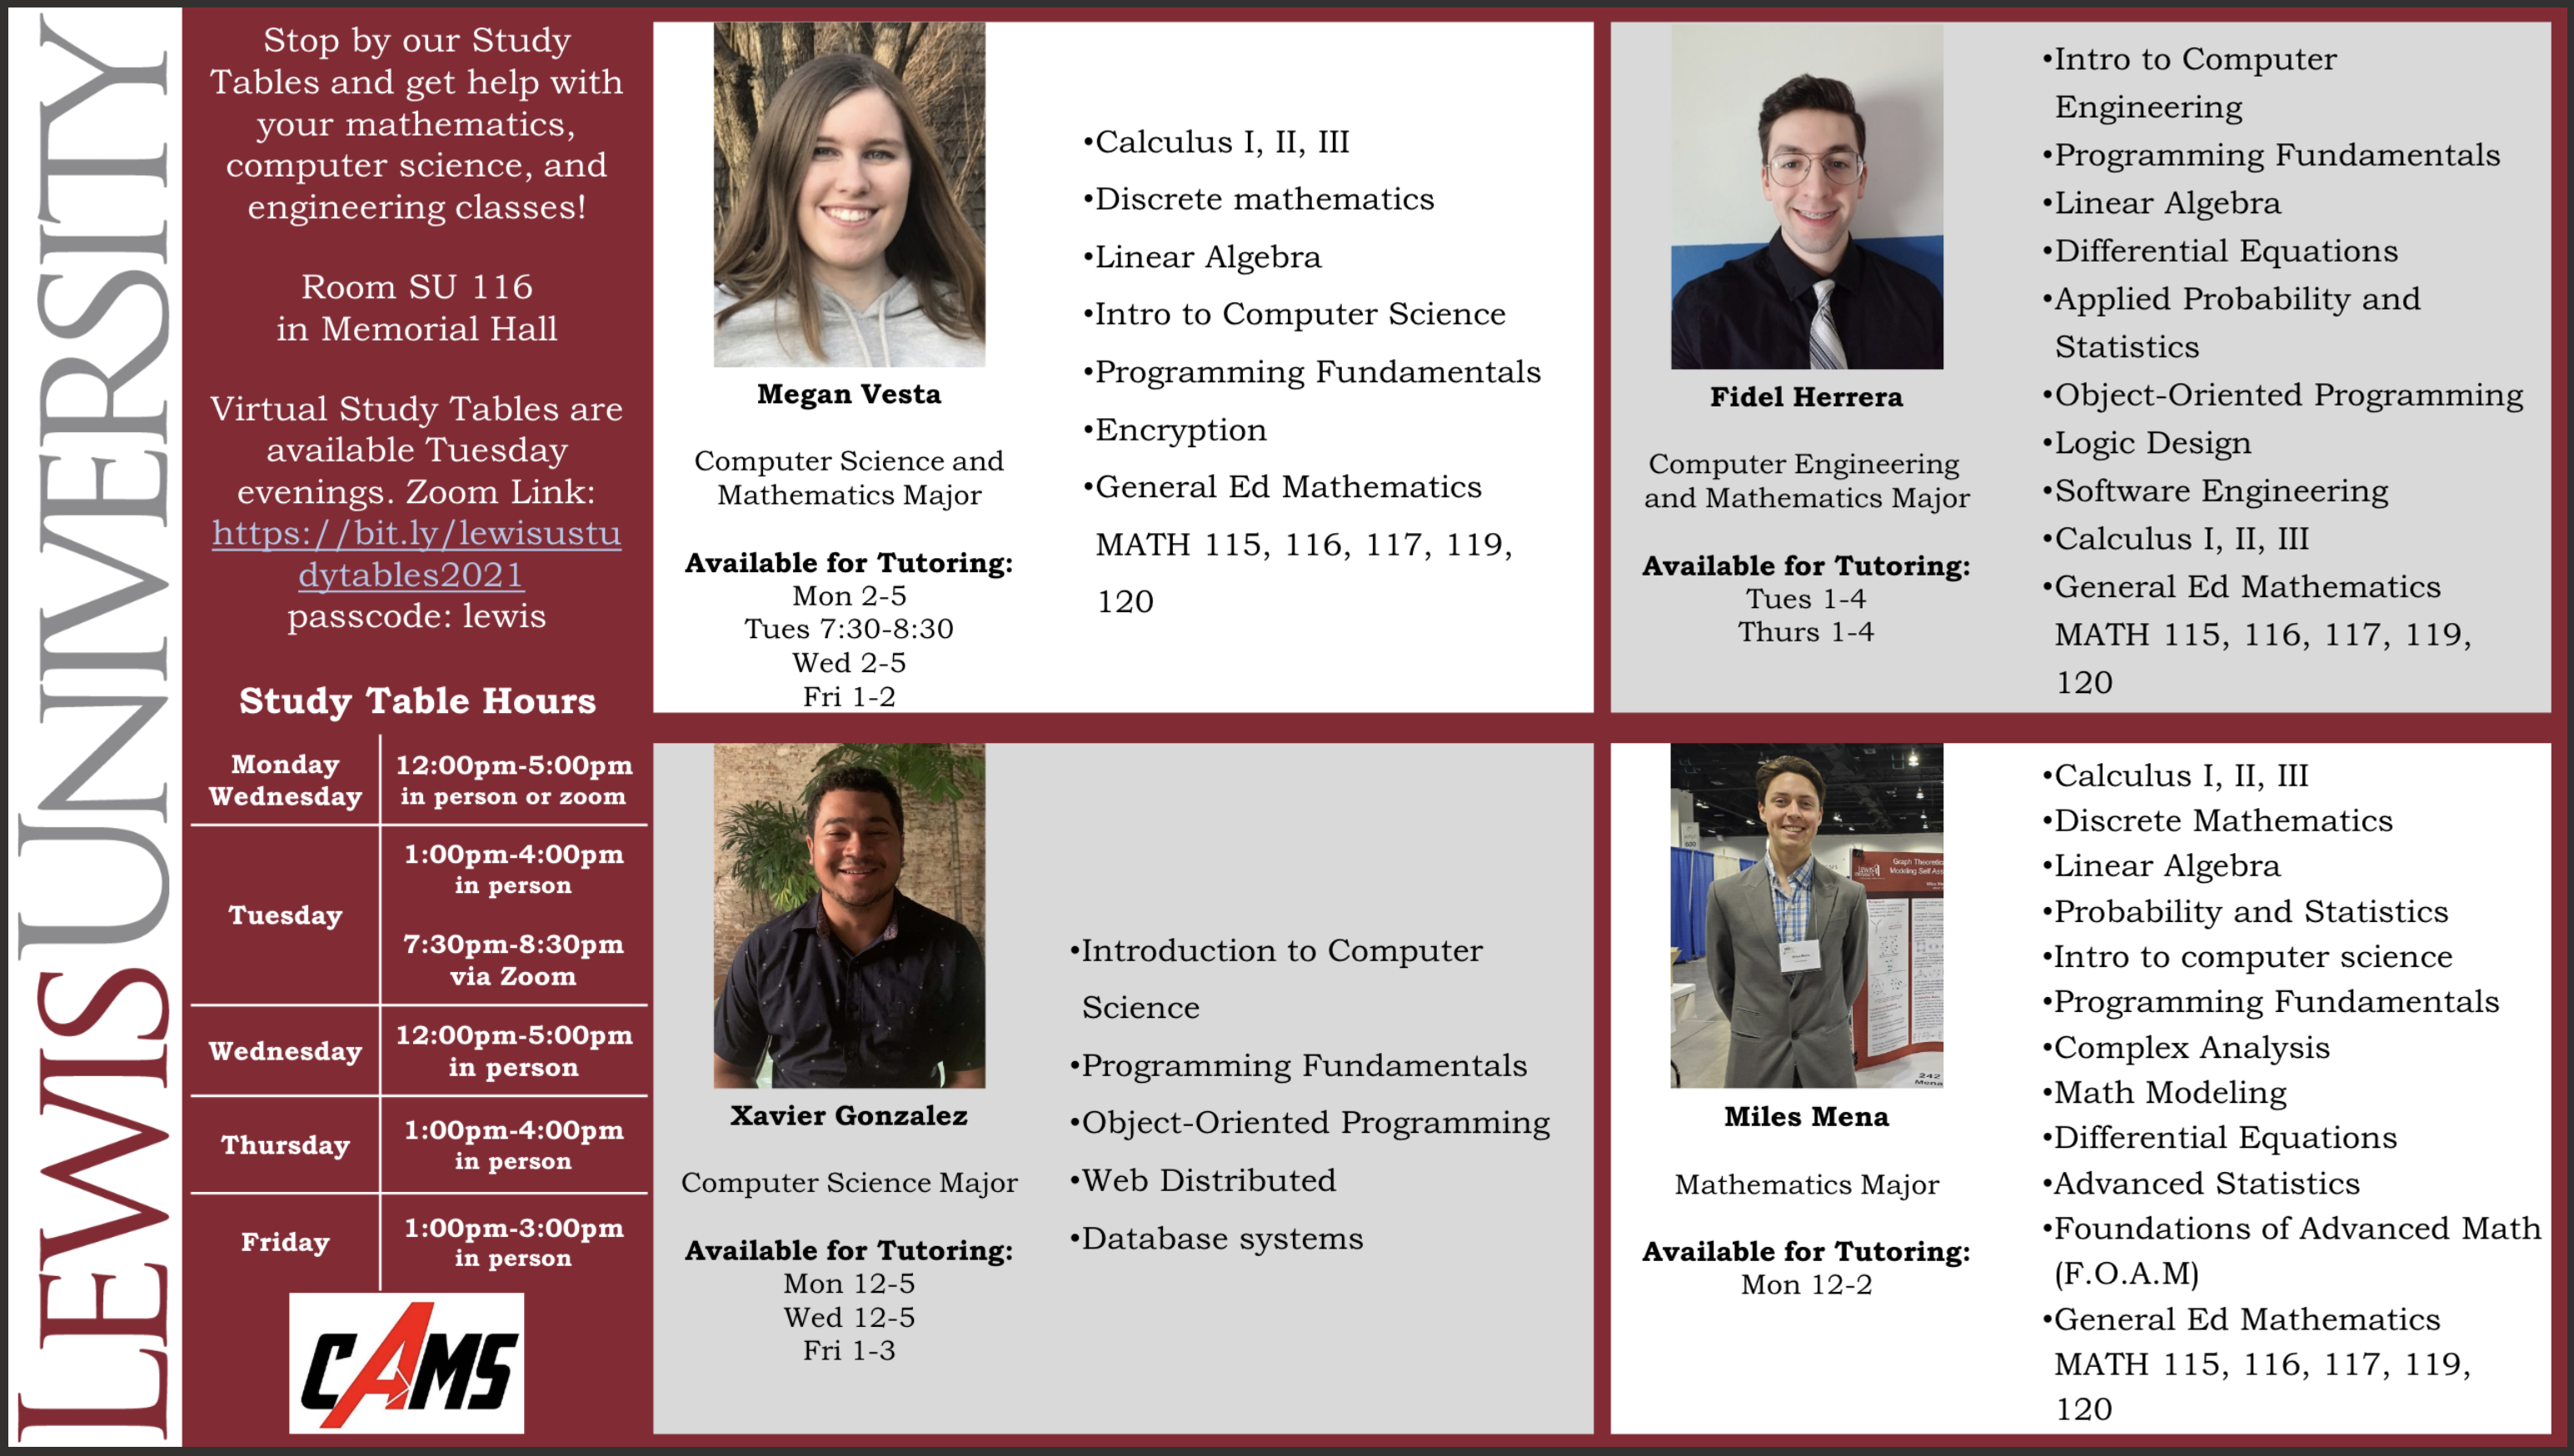 LEWIS UNIVERSITY
Stop by our Study
Tables and get help with
your mathematics,
computer science, and
engineering classes!
Room SU 116
in Memorial Hall
Virtual Study Tables are
available Tuesday
evenings. Zoom Link:
https://bit.ly/lewisustu
dytables2021
passcode: lewis
Study Table Hours
Monday
Wednesday
12:00pm-5:00pm
in person or zoom
Tuesday
1:00pm-4:00pm
in person
7:30pm-8:30pm
via Zoom
Wednesday
12:00pm-5:00pm
in person
Thursday
1:00pm-4:00pm
in person
Friday
1:00pm-3:00pm
in person
CAMS
Megan Vesta
Computer Science and
Mathematics Major
Available for Tutoring:
Mon 2-5
Tues 7:30-8:30
Wed 2-5
Fri 1-2
•Calculus I, II, III
•Discrete mathematics
•Linear Algebra
•Intro to Computer Science
•Programming Fundamentals
•Encryption
•General Ed Mathematics
MATH 115, 116, 117, 119,
120
Fidel Herrera
Computer Engineering
and Mathematics Major
Available for Tutoring:
Tues 1-4
Thurs 1-4
•Intro to Computer
Engineering
•Programming Fundamentals
•Linear Algebra
•Differential Equations
•Applied Probability and
Statistics
•Object-Oriented Programming
•Logic Design
•Software Engineering
•Calculus I, II, III
•General Ed Mathematics
MATH 115, 116, 117, 119,
120
Xavier Gonzalez
Computer Science Major
Available for Tutoring:
Mon 12-5
Wed 12-5
Fri 1-3
•Introduction to Computer
Science
•Programming Fundamentals
•Object-Oriented Programming
•Web Distributed
•Database systems
Graph Theoretic
Modeling Self Ass
242
Mena
Miles Mena
Mathematics Major
Available for Tutoring:
Mon 12-2
•Calculus I, II, III
•Discrete Mathematics
•Linear Algebra
•Probability and Statistics
•Intro to computer science
•Programming Fundamentals
•Complex Analysis
•Math Modeling
•Differential Equations
•Advanced Statistics
•Foundations of Advanced Math
(F.O.A.M)
•General Ed Mathematics
MATH 115, 116, 117, 119,
120